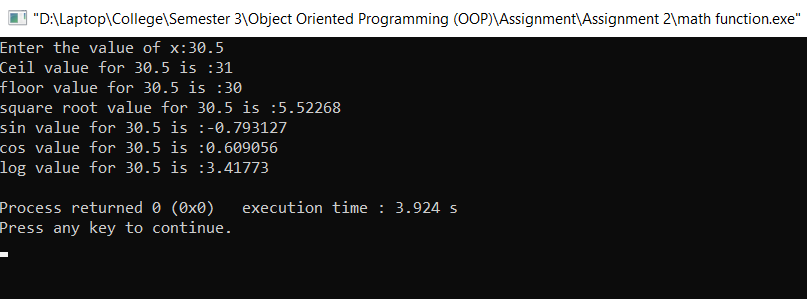 "D:\Laptop\College\Semester 3\Object Oriented Programming (OOP)\Assignment\Assignment 2\math function.exe"
Enter the value of x:30.5
Ceil value for 30.5 is :31
floor value for 30.5 is :30
square root value for 30.5 is :5.52268
sin value for 30.5 is :-0.793127
cos value for 30.5 is :0.609056
log value for 30.5 is :3.41773
Process returned 0 (0x0)   execution time : 3.924 s
Press any key to continue.